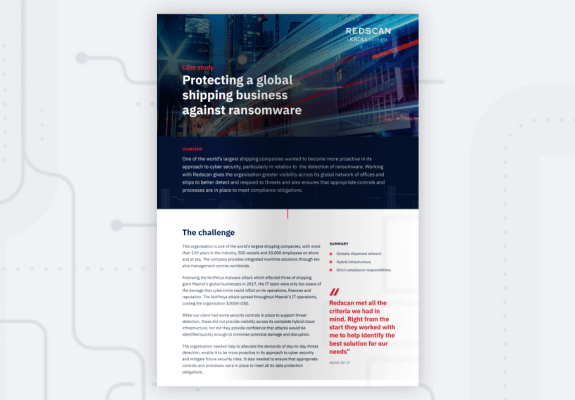 REDSCAN
Case study
Protecting a global
shipping business
against ransomware
OVERVIEW
One of the world's largest shipping companies wanted to become more proactive in its
approach to cyber security, particularly in relation to the detection of ransomware. Working
with Redscan gives the organisation greater visibility across its global network of offices and
ships to better detect and respond to threats and also ensures that appropriate controls and
processes are in place to meet compliance obligations.
The challenge
This organisation is one of the world's largest shipping companies, with more
than 100 years in the industry, 500 vessels and 20,000 employees on shore
and at sea. The company provides integrated maritime solutions through ten
ship management centres worldwide.
Following the NotPetya malware attack which affected three of shipping
giant Maersk's global businesses in 2017, the IT team were only too aware of
the damage that cybercrime could inflict on its operations, finances and
reputation. The NotPetya attack spread throughout Maersk's IT operations,
costing the organisation $300m USD.
While our client had some security controls in place to support threat
detection, these did not provide visibility across its complete hybrid cloud
infrastructure, nor did they provide confidence that attacks would be
identified quickly enough to minimise potential damage and disruption.
The organisation needed help to alleviate the demands of day-to-day threat
detection, enable it to be more proactive in its approach to cyber security
and mitigate future security risks. It also needed to ensure that appropriate
controls and processes were in place to meet all its data protection
obligations.
SUMMARY
Globally dispersed network
Hybrid infrastructure
Strict compliance responsibilities
Redscan met all the
criteria we had in
mind. Right from the
start they worked with
me to help identify the
best solution for our
needs"
HEAD OF IT